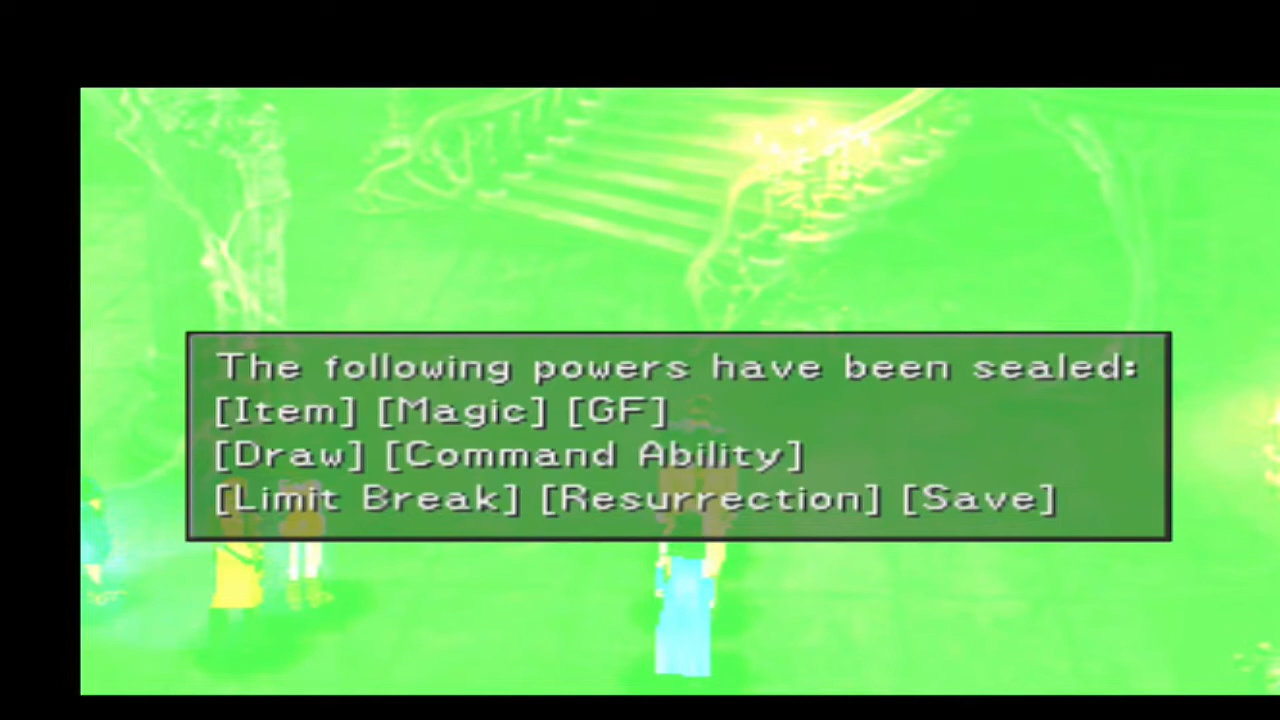 The following powers have been sealed:
[Item] [Magic] [GF]
[Draw] [Command Ability]
[Limit Break] [Resurrection] [Save]